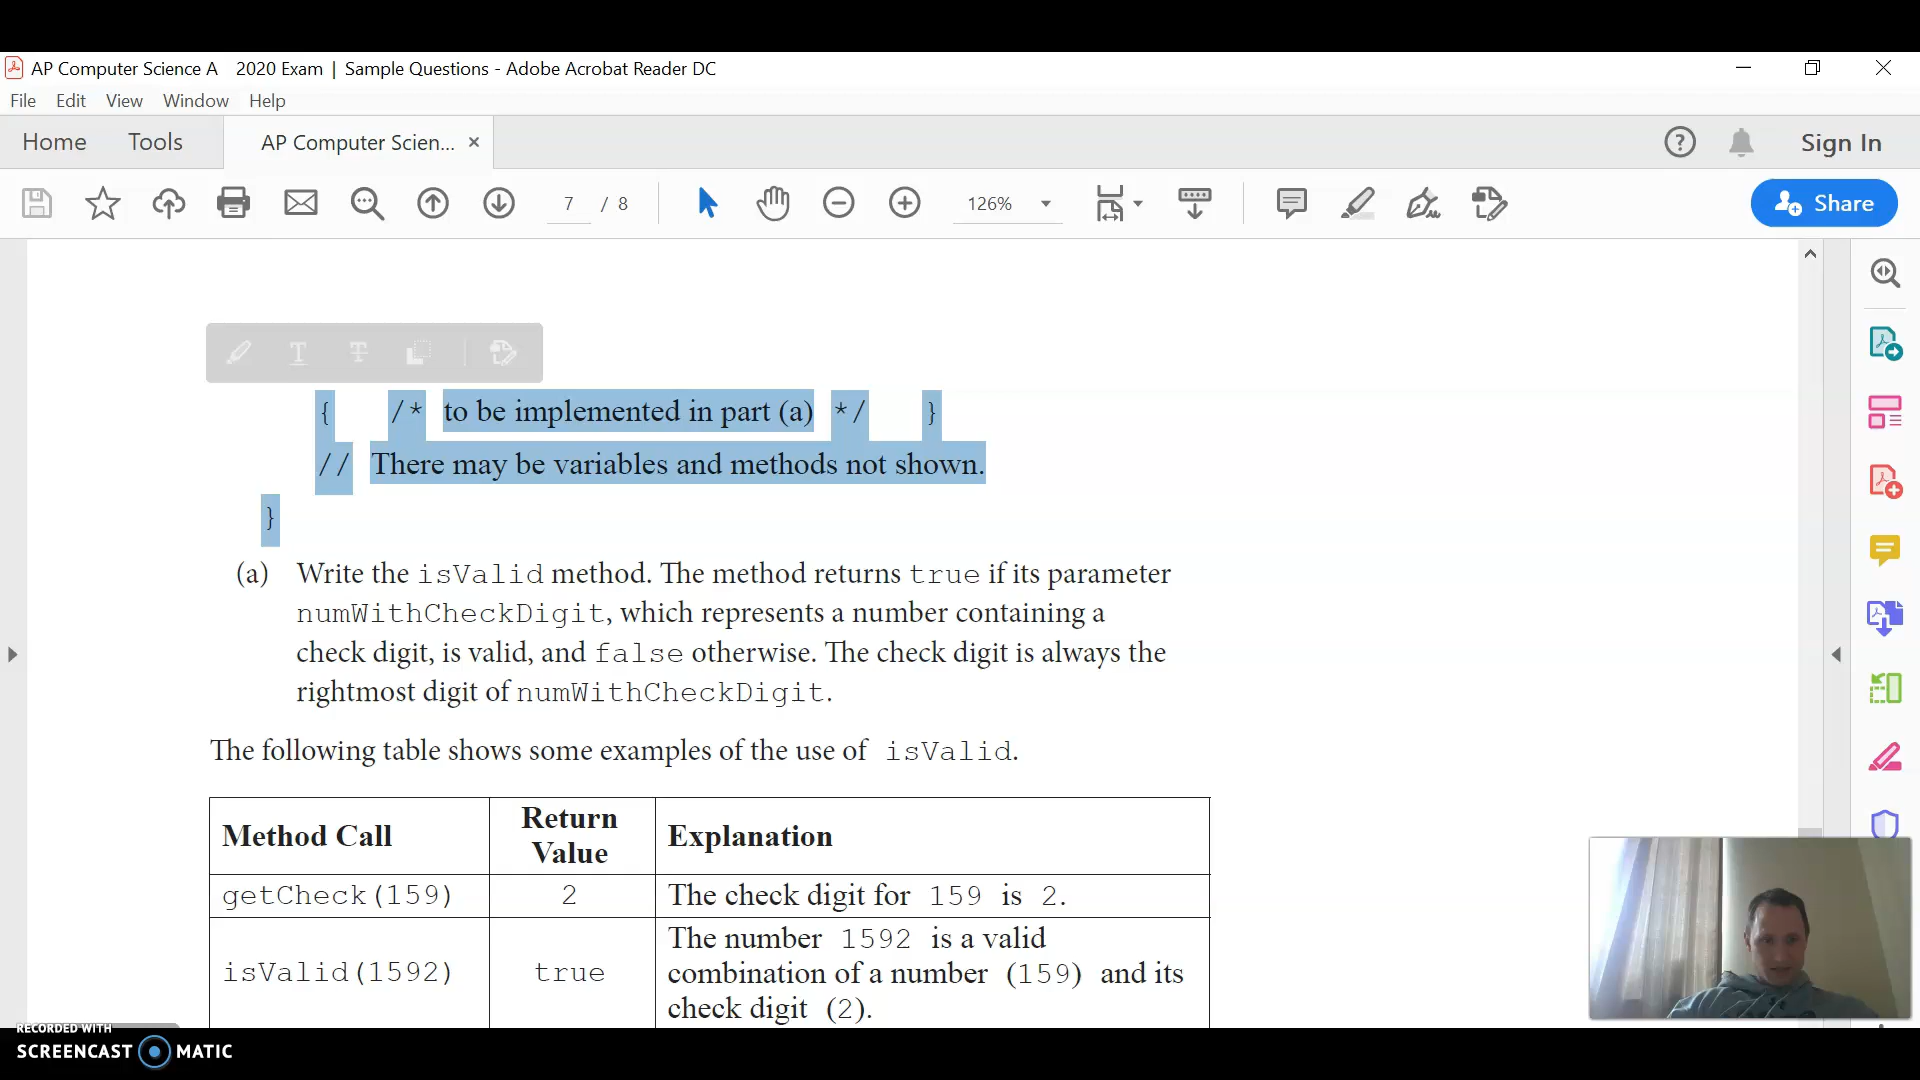 AP Computer Science A 2020 Exam | Sample Questions - Adobe Acrobat Reader DC
File Edit View Window Help
Home Tools AP Computer Scien... × Sign In
7 / 8 126% Share
{ /* to be implemented in part (a) */ }
// There may be variables and methods not shown.
}
(a) Write the isValid method. The method returns true if its parameter
numWithCheckDigit, which represents a number containing a
check digit, is valid, and false otherwise. The check digit is always the
rightmost digit of numWithCheckDigit.
The following table shows some examples of the use of isValid.
Method Call Return Value Explanation
getCheck(159) 2 The check digit for 159 is 2.
isValid(1592) true The number 1592 is a valid
combination of a number (159) and its
check digit (2).
RECORDED WITH
SCREENCAST MATIC